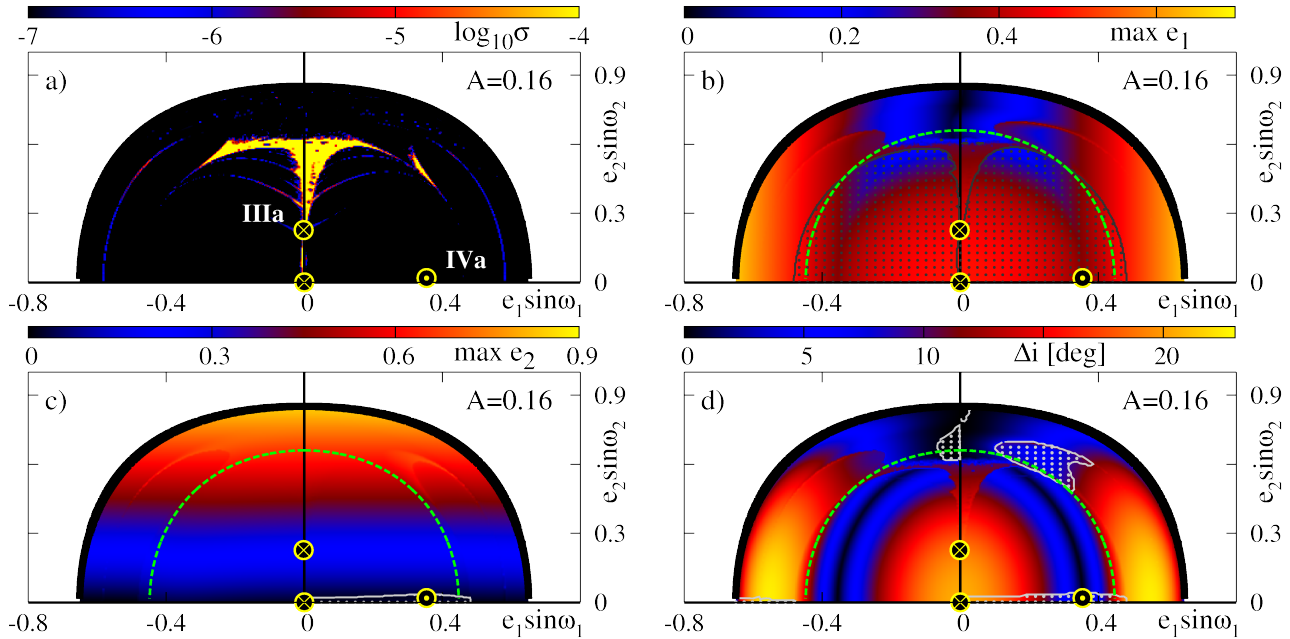 -7 -6 -5 log₁₀σ -4
a) A=0.16
IIIa
IVa
0.9
0.6
0.3
0
e₂sinω₂
-0.8 -0.4 0 0.4 e₁sinω₁
0 0.2 0.4 max e₁
b) A=0.16
0.9
0.6
0.3
0
e₂sinω₂
-0.8 -0.4 0 0.4 e₁sinω₁
0 0.3 0.6 max e₂ 0.9
c) A=0.16
0.9
0.6
0.3
0
e₂sinω₂
-0.8 -0.4 0 0.4 e₁sinω₁
0 5 10 Δi [deg] 20
d) A=0.16
0.9
0.6
0.3
0
e₂sinω₂
-0.8 -0.4 0 0.4 e₁sinω₁